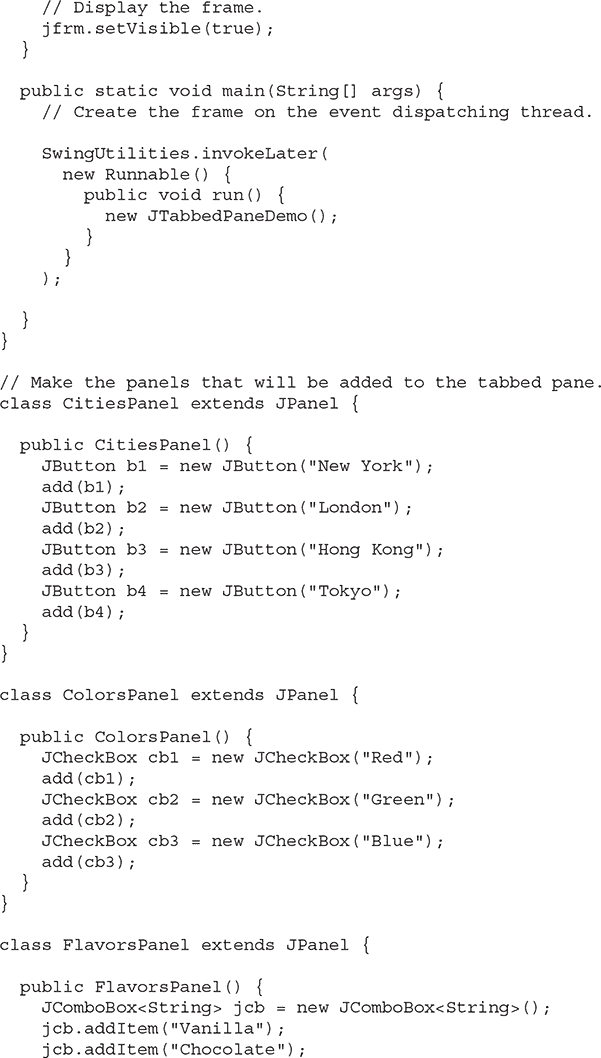 // Display the frame.
    jfrm.setVisible(true);
  }

  public static void main(String[] args) {
    // Create the frame on the event dispatching thread.

    SwingUtilities.invokeLater(
      new Runnable() {
        public void run() {
          new JTabbedPaneDemo();
        }
      }
    );

  }
}

// Make the panels that will be added to the tabbed pane.
class CitiesPanel extends JPanel {

  public CitiesPanel() {
    JButton b1 = new JButton("New York");
    add(b1);
    JButton b2 = new JButton("London");
    add(b2);
    JButton b3 = new JButton("Hong Kong");
    add(b3);
    JButton b4 = new JButton("Tokyo");
    add(b4);
  }
}

class ColorsPanel extends JPanel {

  public ColorsPanel() {
    JCheckBox cb1 = new JCheckBox("Red");
    add(cb1);
    JCheckBox cb2 = new JCheckBox("Green");
    add(cb2);
    JCheckBox cb3 = new JCheckBox("Blue");
    add(cb3);
  }
}

class FlavorsPanel extends JPanel {

  public FlavorsPanel() {
    JComboBox<String> jcb = new JComboBox<String>();
    jcb.addItem("Vanilla");
    jcb.addItem("Chocolate");